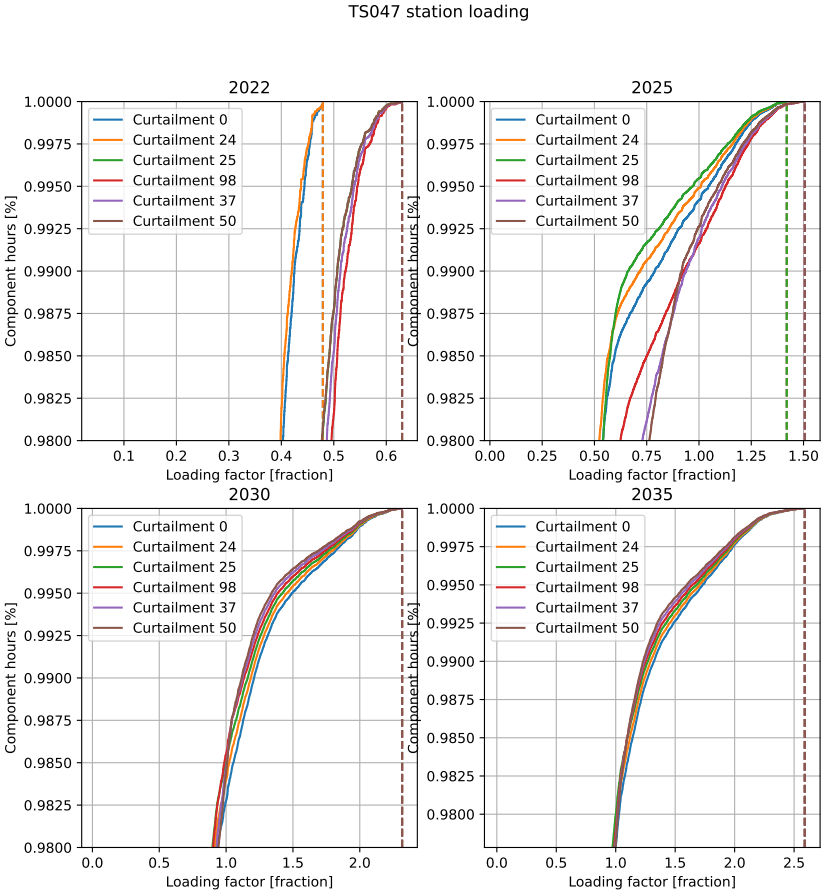 TS047 station loading
2022
1.0000
0.9975
0.9950
0.9925
0.9900
0.9875
0.9850
0.9825
0.9800
Component hours [%]
Curtailment 0
Curtailment 24
Curtailment 25
Curtailment 98
Curtailment 37
Curtailment 50
0.1 0.2 0.3 0.4 0.5 0.6
Loading factor [fraction]
2025
1.0000
0.9975
0.9950
0.9925
0.9900
0.9875
0.9850
0.9825
0.9800
Component hours [%]
Curtailment 0
Curtailment 24
Curtailment 25
Curtailment 98
Curtailment 37
Curtailment 50
0.00 0.25 0.50 0.75 1.00 1.25 1.50
Loading factor [fraction]
2030
1.0000
0.9975
0.9950
0.9925
0.9900
0.9875
0.9850
0.9825
0.9800
Component hours [%]
Curtailment 0
Curtailment 24
Curtailment 25
Curtailment 98
Curtailment 37
Curtailment 50
0.0 0.5 1.0 1.5 2.0
Loading factor [fraction]
2035
1.0000
0.9975
0.9950
0.9925
0.9900
0.9875
0.9850
0.9825
0.9800
Component hours [%]
Curtailment 0
Curtailment 24
Curtailment 25
Curtailment 98
Curtailment 37
Curtailment 50
0.0 0.5 1.0 1.5 2.0 2.5
Loading factor [fraction]